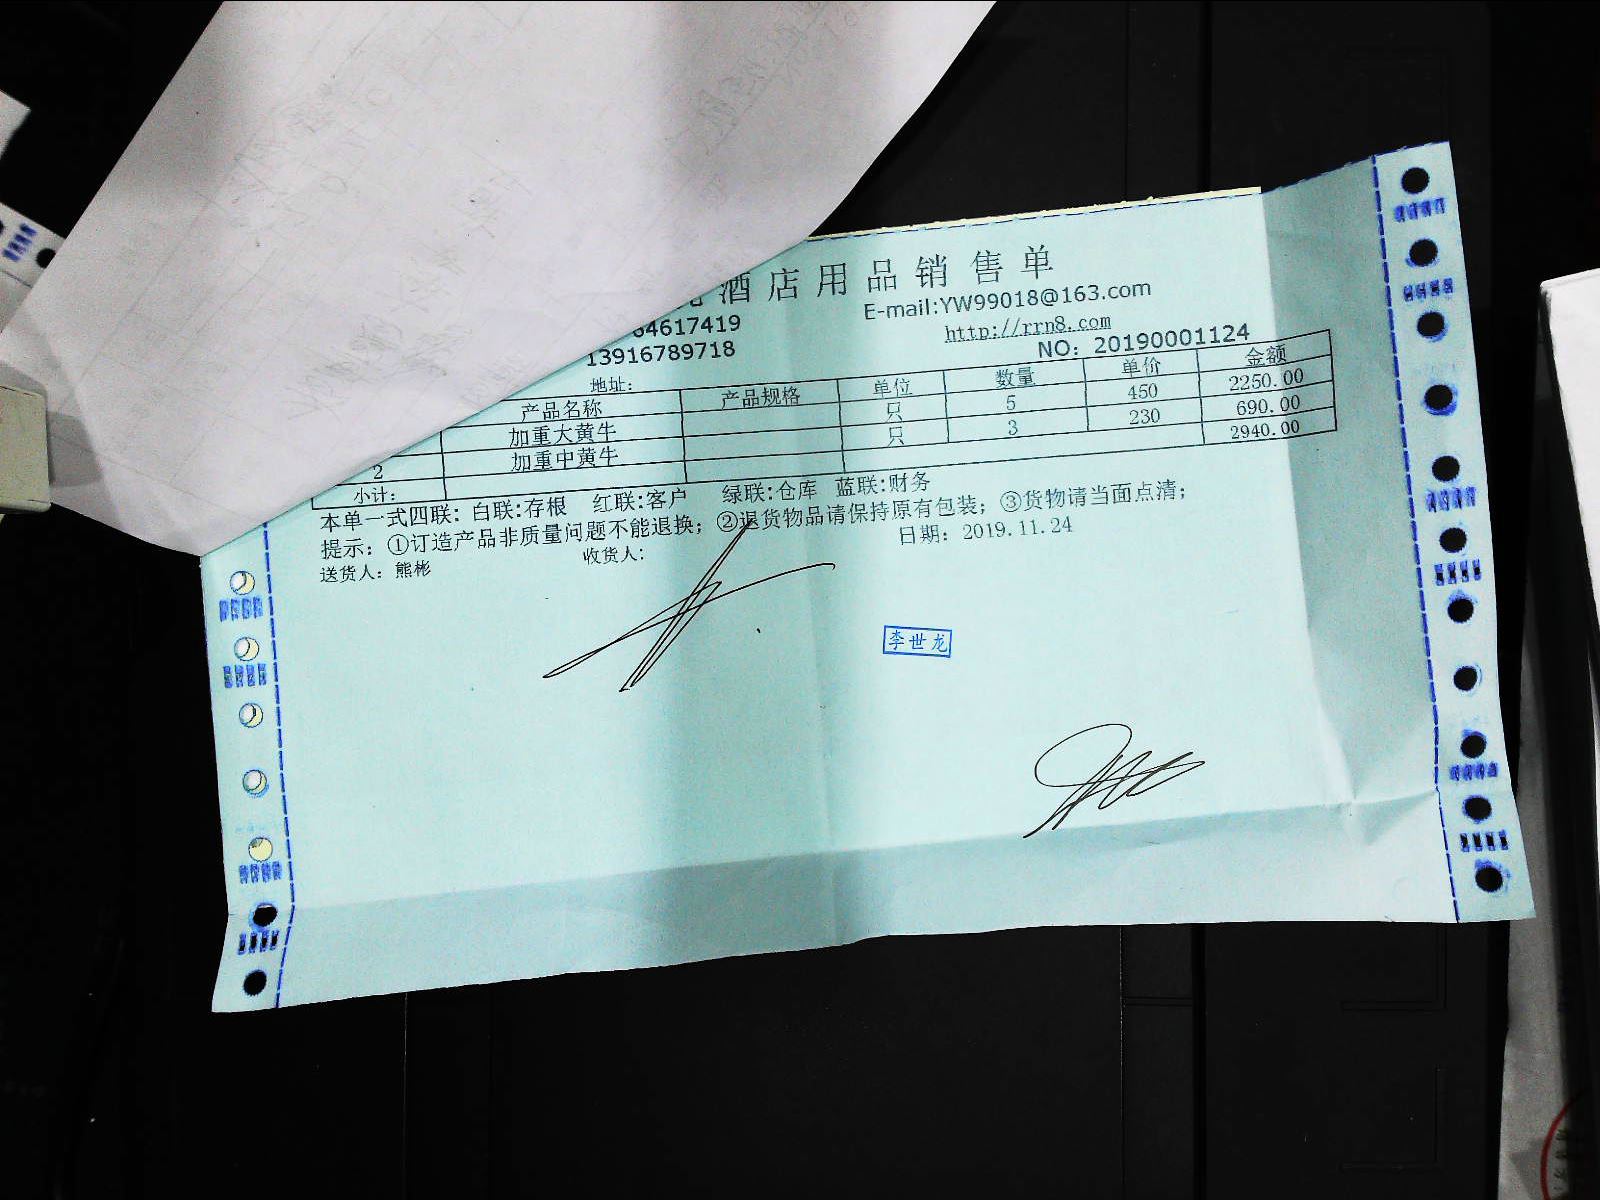 酒店用品销售单
64617419 E-mail:YW99018@163.com
13916789718 http://rrn8.com
地址: NO: 20190001124
产品名称 产品规格 单位 数量 单价 金额
加重大黄牛 只 5 450 2250.00
2 加重中黄牛 只 3 230 690.00
小计: 2940.00
本单一式四联: 白联:存根 红联:客户 绿联:仓库 蓝联:财务
提示: ①订造产品非质量问题不能退换; ②退货物品请保持原有包装; ③货物请当面点清;
送货人: 熊彬 收货人: 日期: 2019.11.24
李世龙